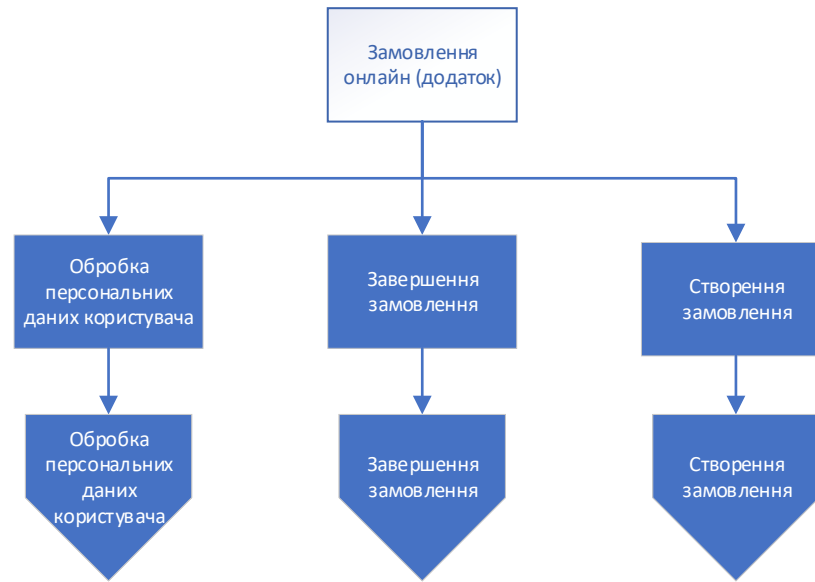 Замовлення
онлайн (додаток)
Обробка
персональних
даних користувача
Завершення
замовлення
Створення
замовлення
Обробка
персональних
даних
користувача
Завершення
замовлення
Створення
замовлення